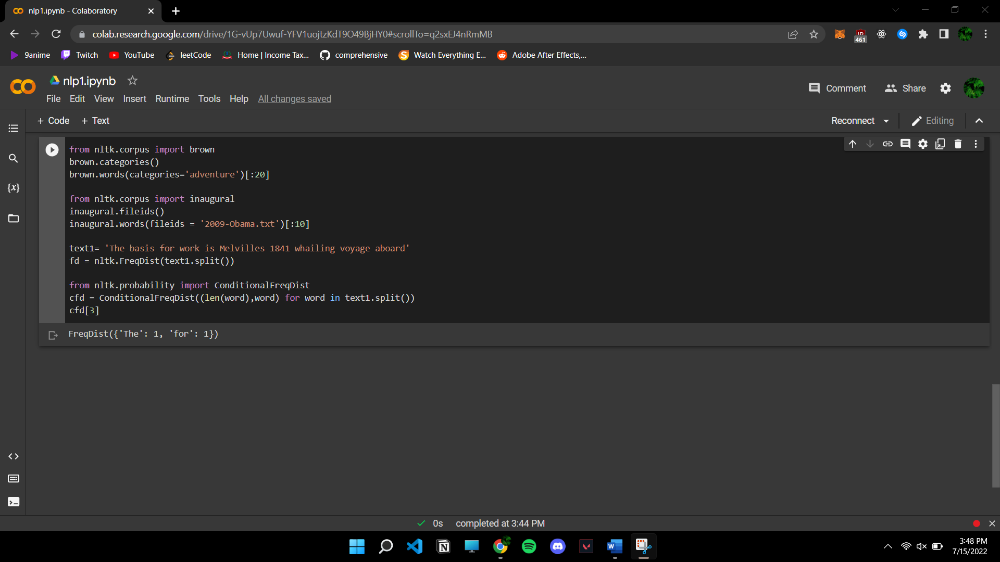 nlp1.ipynb - Colaboratory
colab.research.google.com/drive/1G-vUp7Uwuf-YFV1uojtzKdT9O49BjHY0#scrollTo=q2sxEJ4nRmMB
461
9anime Twitch YouTube leetCode Home | Income Tax... comprehensive Watch Everything E... Adobe After Effects,...
nlp1.ipynb
Comment Share
File Edit View Insert Runtime Tools Help All changes saved
+ Code + Text
Reconnect Editing
from nltk.corpus import brown
brown.categories()
brown.words(categories='adventure')[:20]
from nltk.corpus import inaugural
inaugural.fileids()
inaugural.words(fileids = '2009-Obama.txt')[:10]
text1= 'The basis for work is Melvilles 1841 whailing voyage aboard'
fd = nltk.FreqDist(text1.split())
from nltk.probability import ConditionalFreqDist
cfd = ConditionalFreqDist((len(word),word) for word in text1.split())
cfd[3]
FreqDist({'The': 1, 'for': 1})
{x}
0s completed at 3:44 PM
3:48 PM
7/15/2022